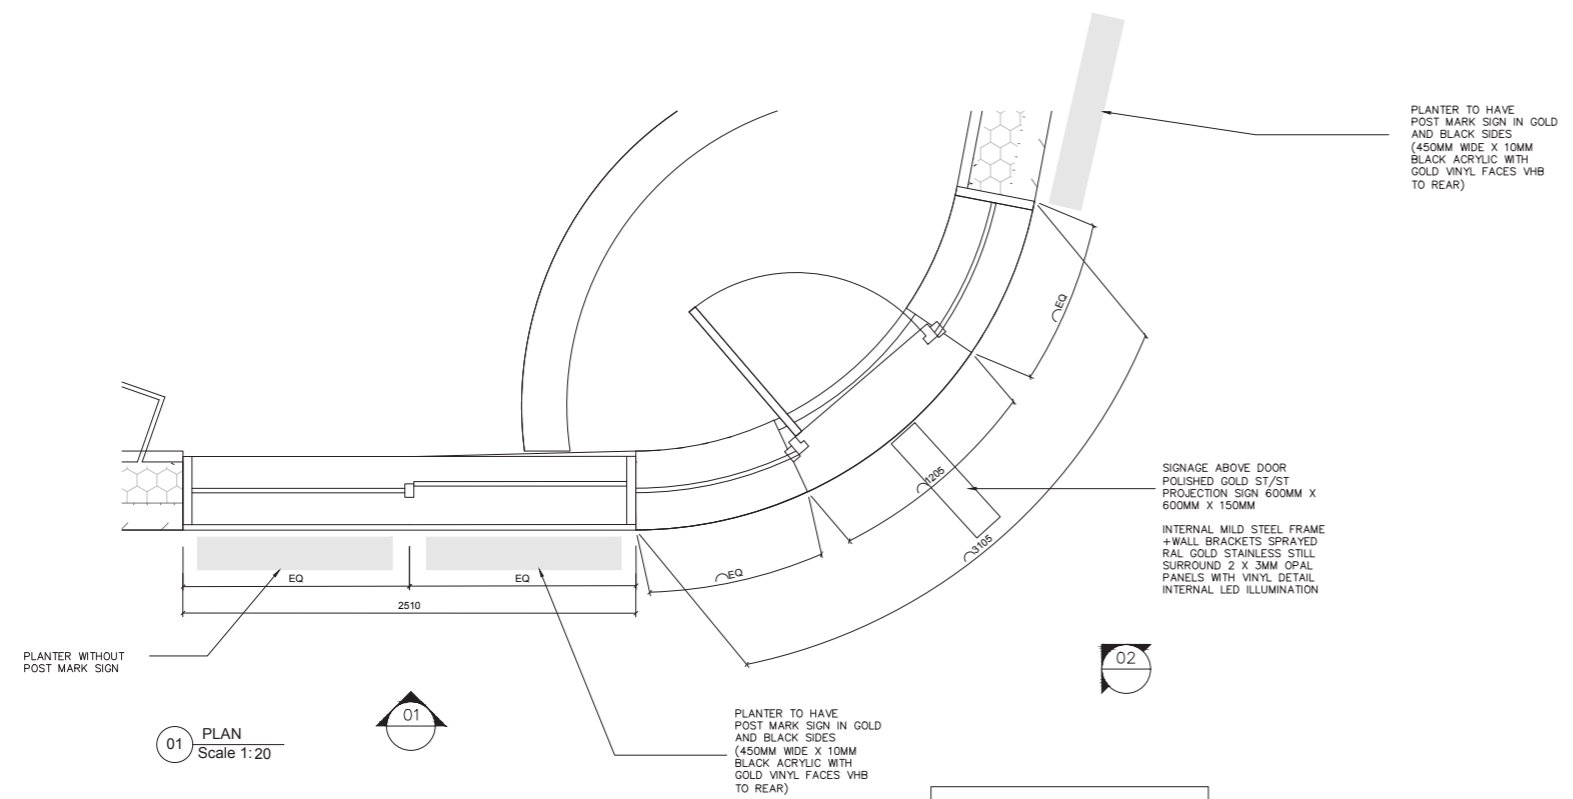 PLANTER TO HAVE
POST MARK SIGN IN GOLD
AND BLACK SIDES
(450MM WIDE X 10MM
BLACK ACRYLIC WITH
GOLD VINYL FACES VHB
TO REAR)
EQ
1205
3105
SIGNAGE ABOVE DOOR
POLISHED GOLD ST/ST
PROJECTION SIGN 600MM X
600MM X 150MM
INTERNAL MILD STEEL FRAME
+WALL BRACKETS SPRAYED
RAL GOLD STAINLESS STILL
SURROUND 2 X 3MM OPAL
PANELS WITH VINYL DETAIL
INTERNAL LED ILLUMINATION
EQ
EQ
EQ
2510
PLANTER WITHOUT
POST MARK SIGN
02
01
PLANTER TO HAVE
POST MARK SIGN IN GOLD
AND BLACK SIDES
(450MM WIDE X 10MM
BLACK ACRYLIC WITH
GOLD VINYL FACES VHB
TO REAR)
01
PLAN
Scale 1:20